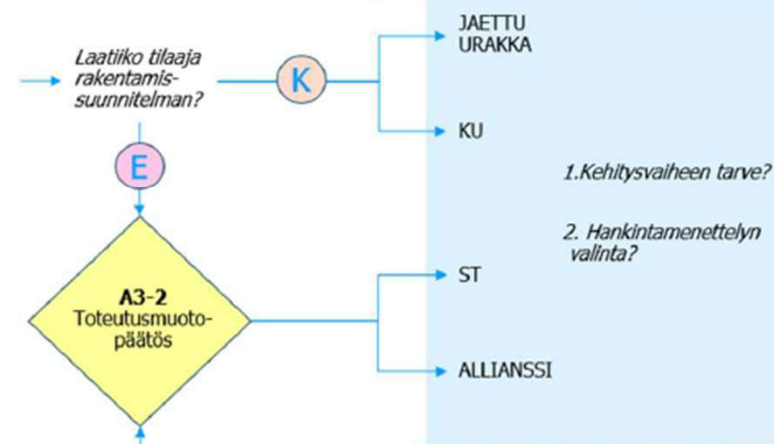 Laatiiko tilaaja
rakentamis-
suunnitelman?
K
JAETTU
URAKKA
KU
E
1.Kehitysvaiheen tarve?
2. Hankintamenettelyn
valinta?
A3-2
Toteutusmuoto-
päätös
ST
ALLIANSSI